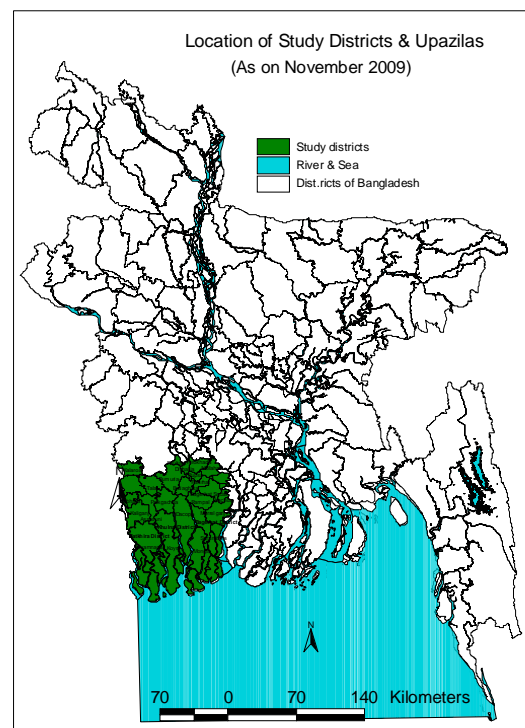 Location of Study Districts & Upazilas
(As on November 2009)
Study districts
River & Sea
Dist.ricts of Bangladesh
N
70 0 70 140 Kilometers